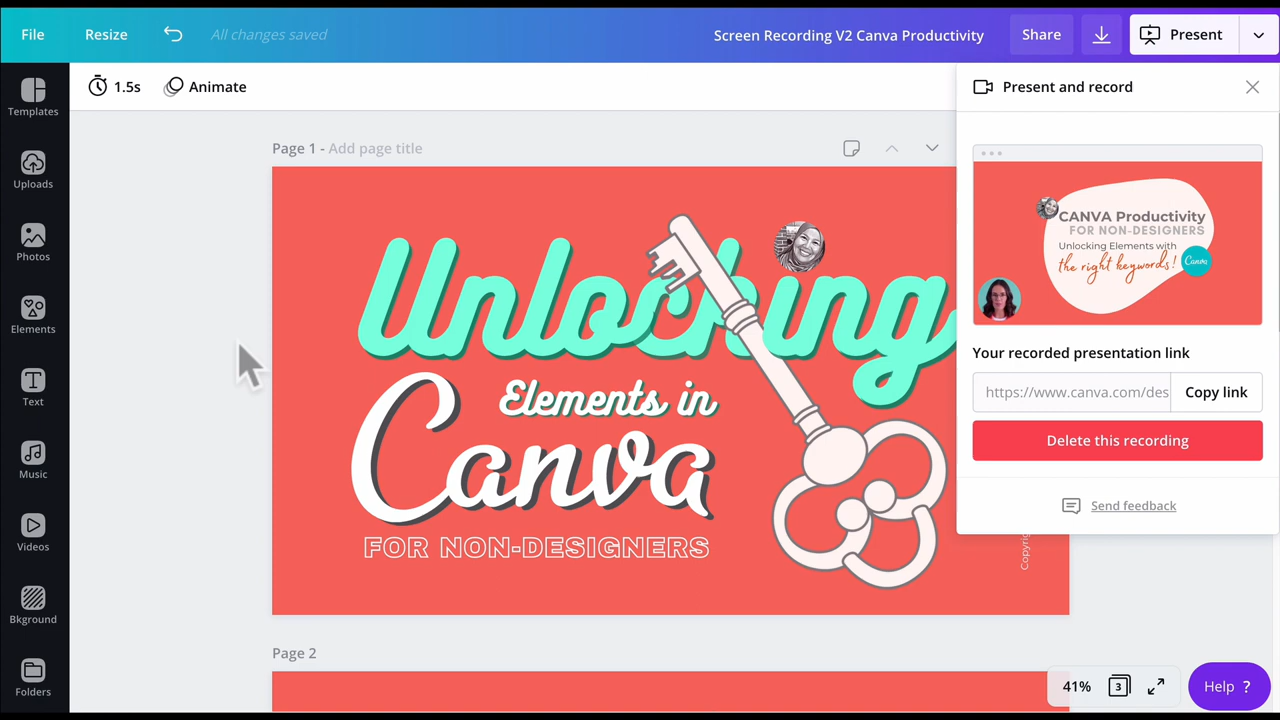 File
Resize
All changes saved
Screen Recording V2 Canva Productivity
Share
Present
1.5s
Animate
Present and record
Templates
Uploads
Photos
Elements
Text
Music
Videos
Bkground
Folders
Page 1 - Add page title
Unlocking
Elements in
Canva
FOR NON-DESIGNERS
CANVA Productivity
FOR NON-DESIGNERS
Unlocking Elements with
the right keywords!
Canva
Your recorded presentation link
https://www.canva.com/des
Copy link
Delete this recording
Send feedback
Page 2
41%
3
Help ?